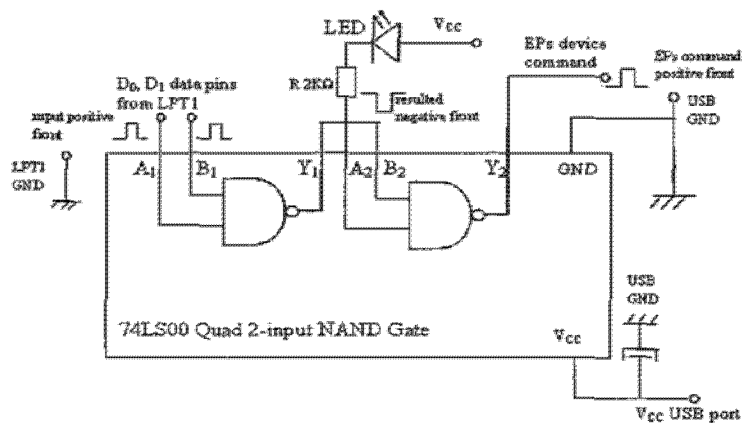 LED
Vcc
EPs device
command
EPs command
positive front
R 2KΩ
D₀, D₁ data pins
from LPT1
resulted
negative front
USB
GND
input positive
front
LPT1
GND
A₁
B₁
Y₁
A₂
B₂
Y₂
GND
USB
GND
74LS00 Quad 2-input NAND Gate
Vcc
Vcc USB port